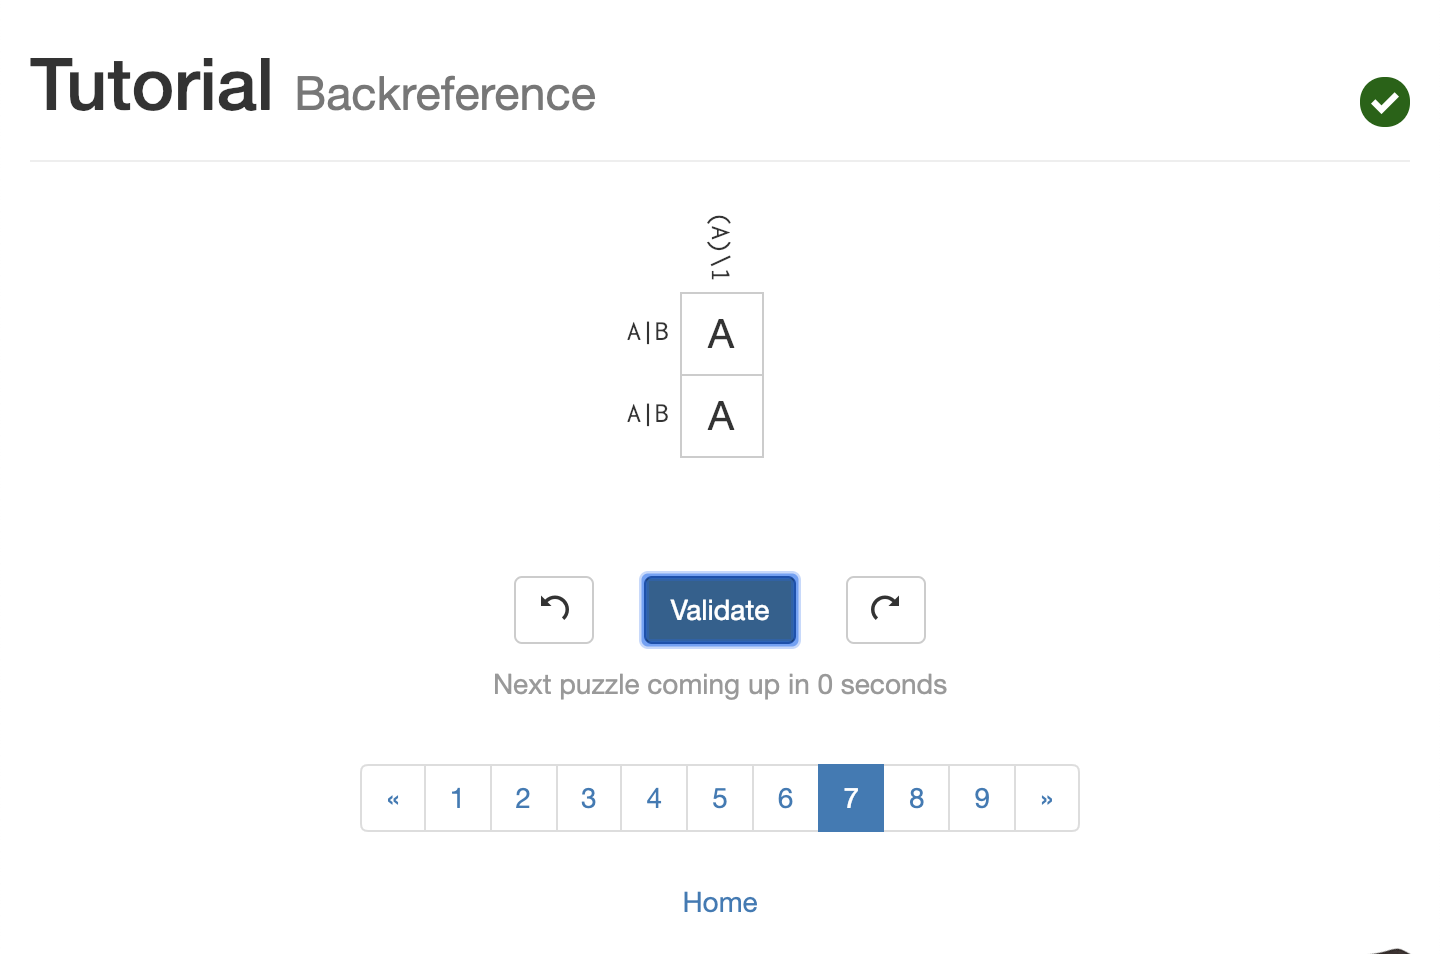 Tutorial Backreference
(A)\1
A|B A
A|B A
Validate
Next puzzle coming up in 0 seconds
« 1 2 3 4 5 6 7 8 9 »
Home